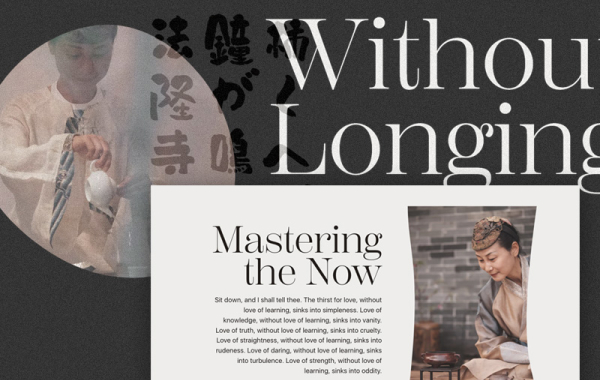 Withou
Longing
柿くへ
鐘が鳴
法隆寺
Mastering
the Now
Sit down, and I shall tell thee. The thirst for love, without
love of learning, sinks into simpleness. Love of
knowledge, without love of learning, sinks into vanity.
Love of truth, without love of learning, sinks into cruelty.
Love of straightness, without love of learning, sinks into
rudeness. Love of daring, without love of learning, sinks
into turbulence. Love of strength, without love of
learning, sinks into oddity.